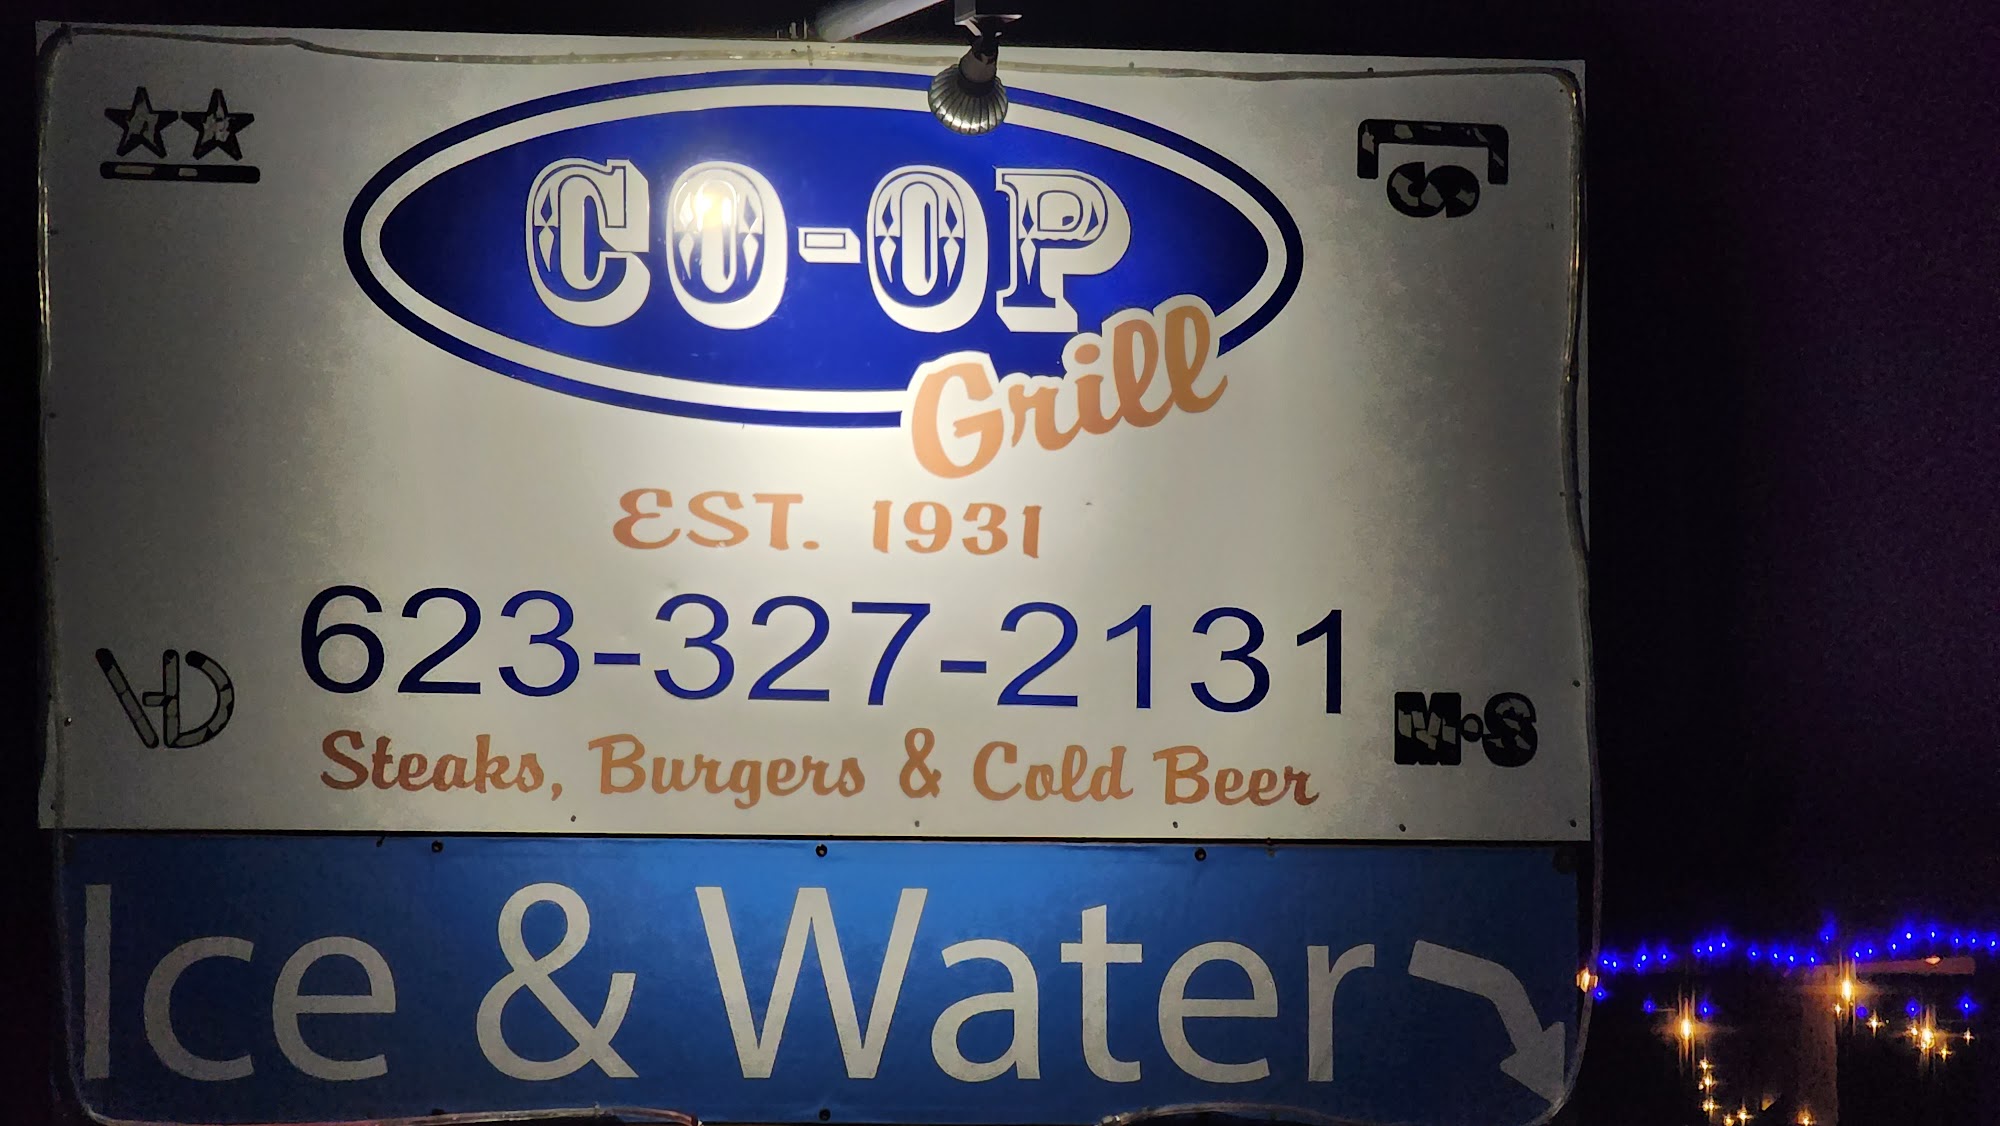 CO-OP
Grill
EST. 1931
623-327-2131
M·S
Steaks, Burgers & Cold Beer
Ice & Water